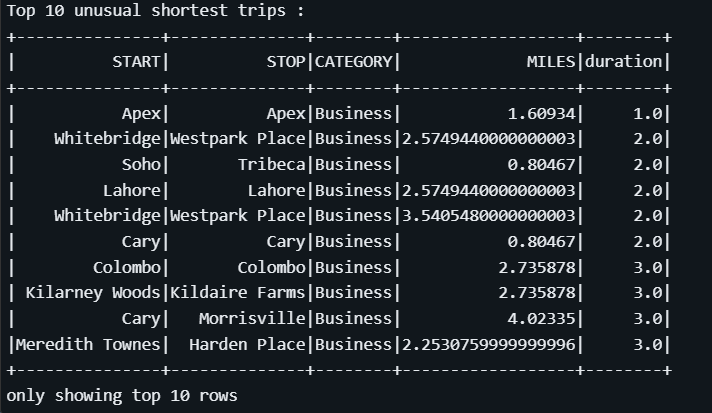 Top 10 unusual shortest trips :
+---------------+--------------+--------+------------------+--------+
|          START|          STOP|CATEGORY|             MILES|duration|
+---------------+--------------+--------+------------------+--------+
|           Apex|          Apex|Business|           1.60934|     1.0|
|    Whitebridge|Westpark Place|Business|2.5749440000000003|     2.0|
|           Soho|       Tribeca|Business|           0.80467|     2.0|
|         Lahore|        Lahore|Business|2.5749440000000003|     2.0|
|    Whitebridge|Westpark Place|Business|3.5405480000000003|     2.0|
|           Cary|          Cary|Business|           0.80467|     2.0|
|        Colombo|       Colombo|Business|          2.735878|     3.0|
| Kilarney Woods|Kildaire Farms|Business|          2.735878|     3.0|
|           Cary|   Morrisville|Business|           4.02335|     3.0|
|Meredith Townes|  Harden Place|Business|2.2530759999999996|     3.0|
+---------------+--------------+--------+------------------+--------+
only showing top 10 rows